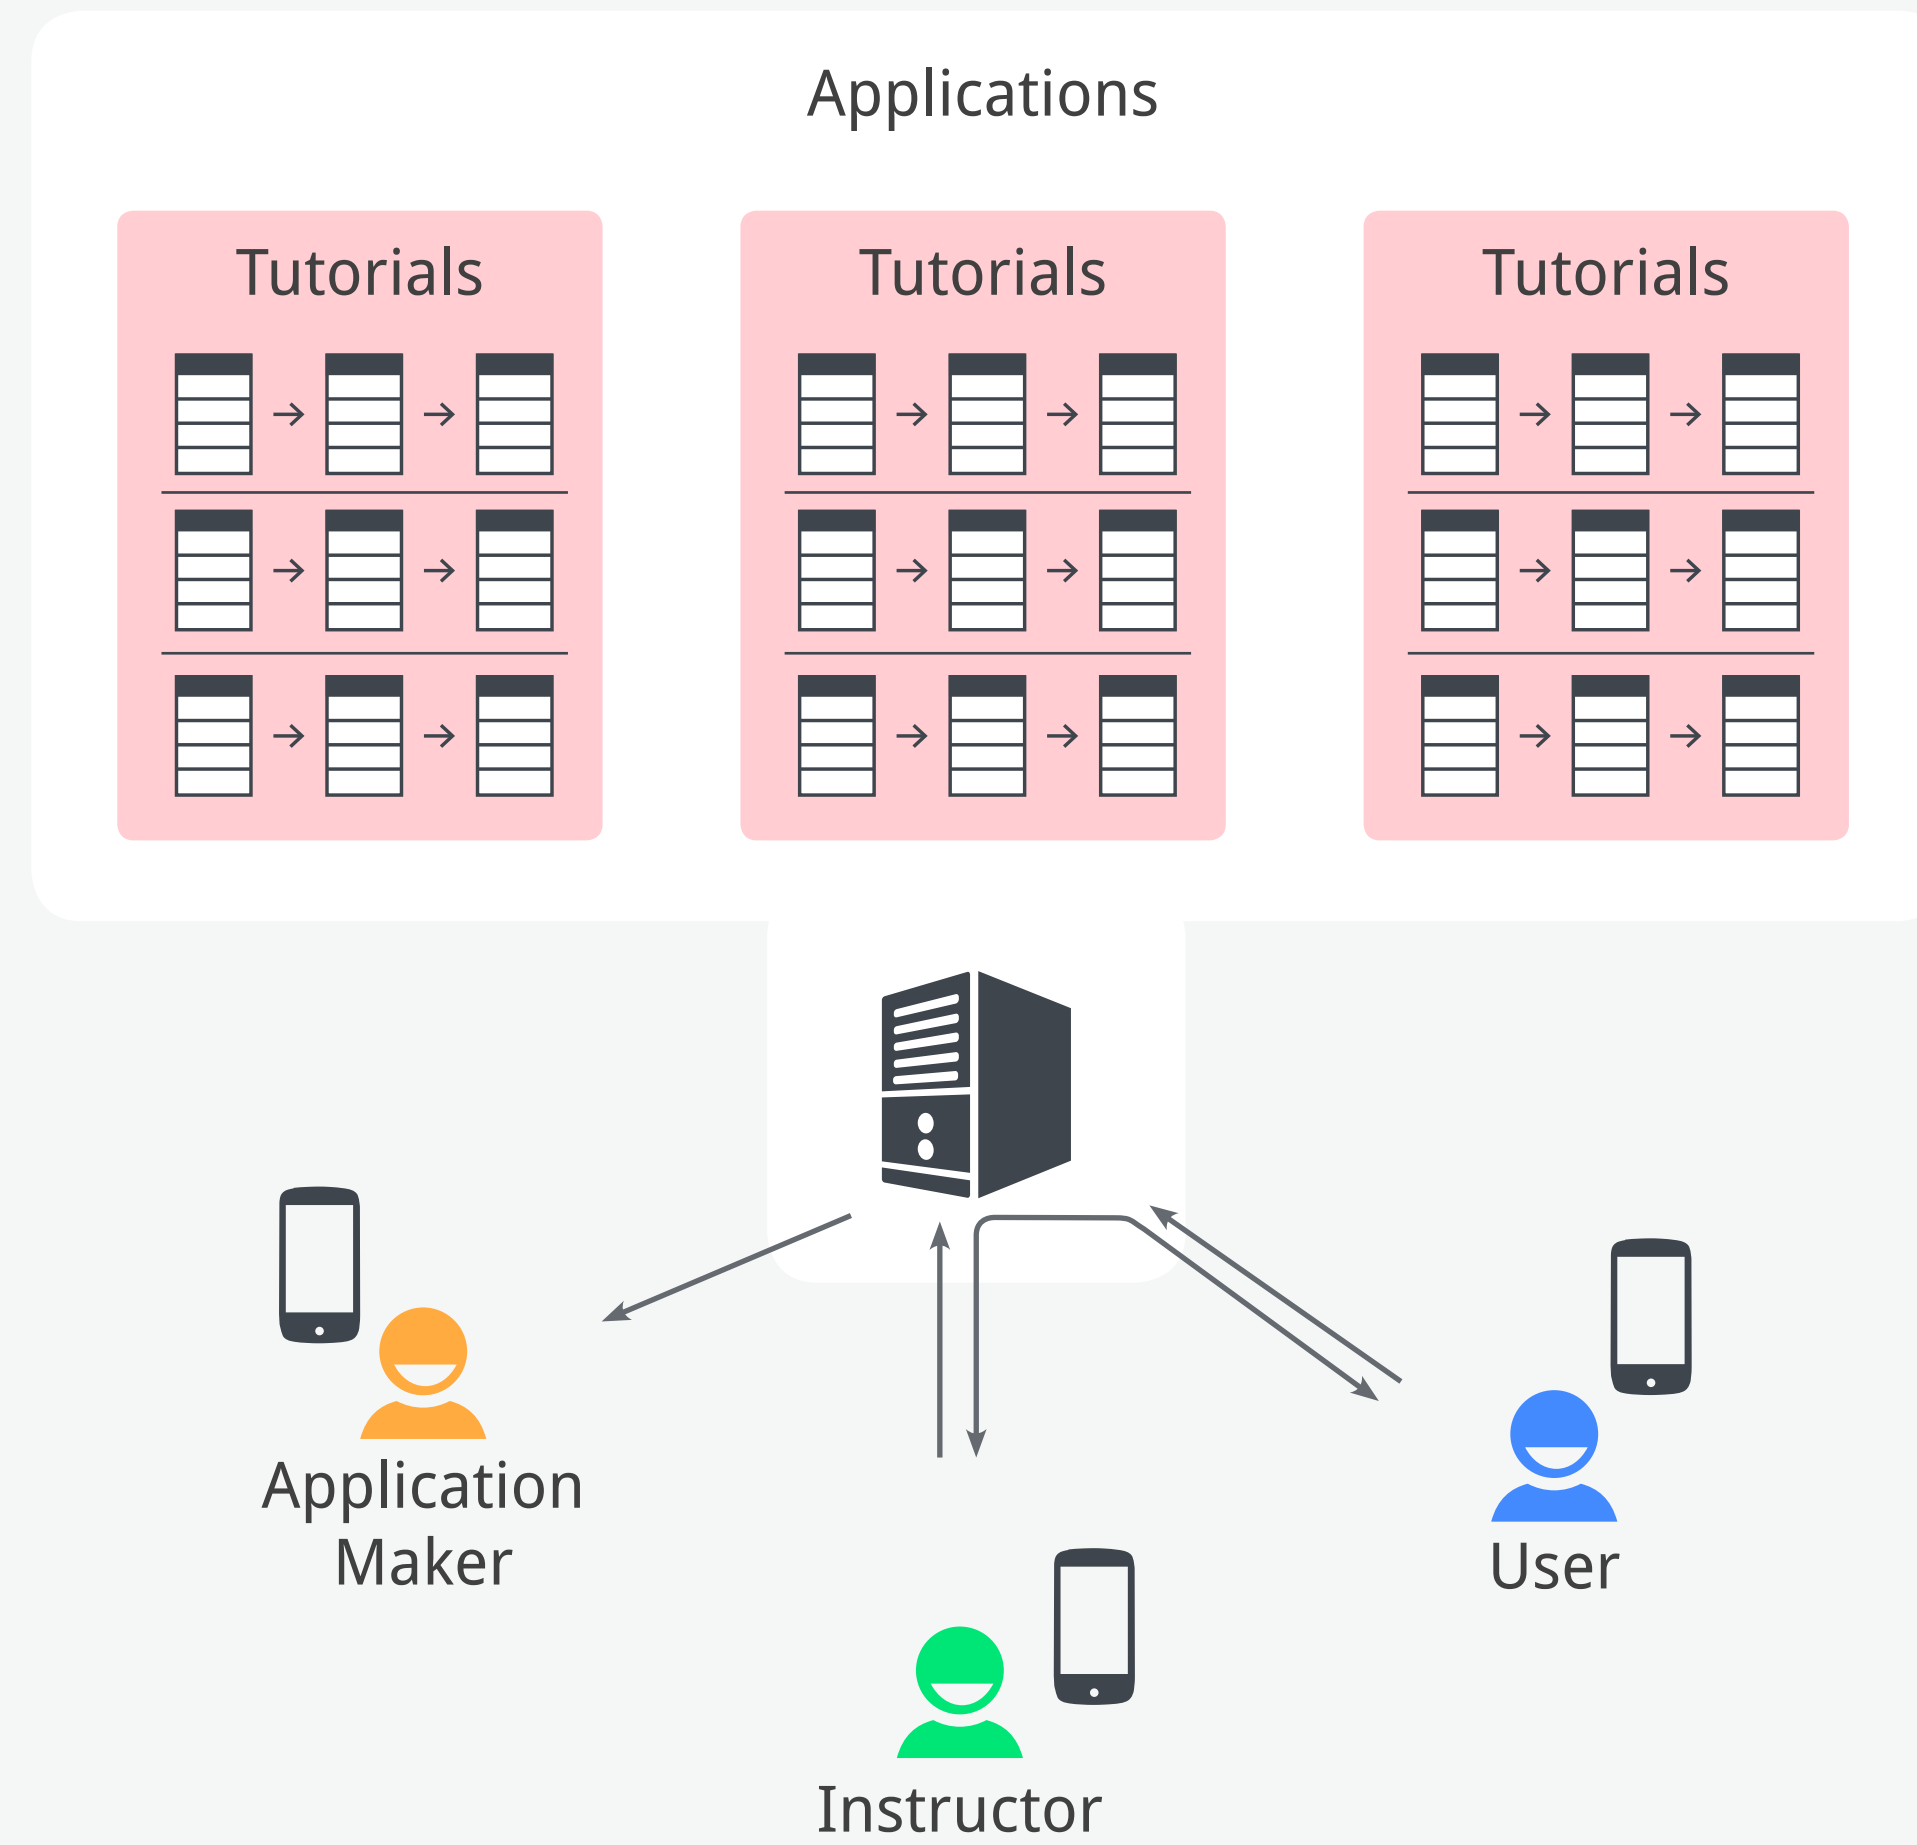 Applications
Tutorials
Tutorials
Tutorials
Application
Maker
User
Instructor